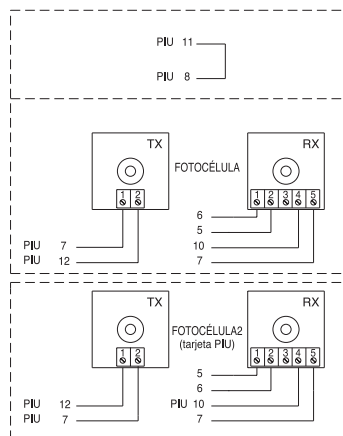 PIU 11
PIU 8
TX RX
FOTOCÉLULA
1 2 1 2 3 4 5
6
5
PIU 7 10
PIU 12 7
TX RX
FOTOCÉLULA2
(tarjeta PIU)
1 2 1 2 3 4 5
5
6
PIU 12 PIU 10
PIU 7 7